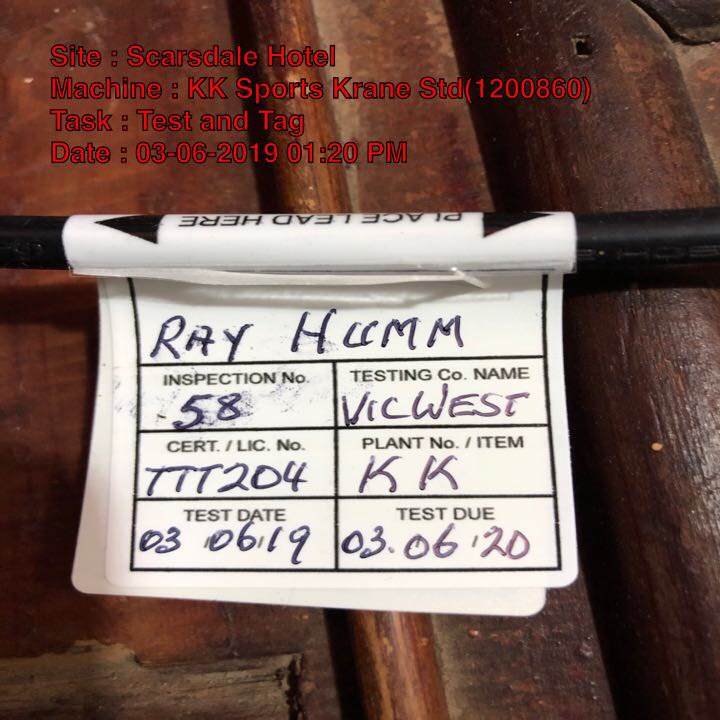 Site : Scarsdale Hotel
Machine : KK Sports Krane Std(1200860)
Task : Test and Tag
Date : 03-06-2019 01:20 PM
PLACE LEAD HERE
RAY HUMM
INSPECTION No. TESTING Co. NAME
58 VICWEST
CERT. / LIC. No. PLANT No. / ITEM
TTT204 KK
TEST DATE TEST DUE
03 06 19 03.06 20